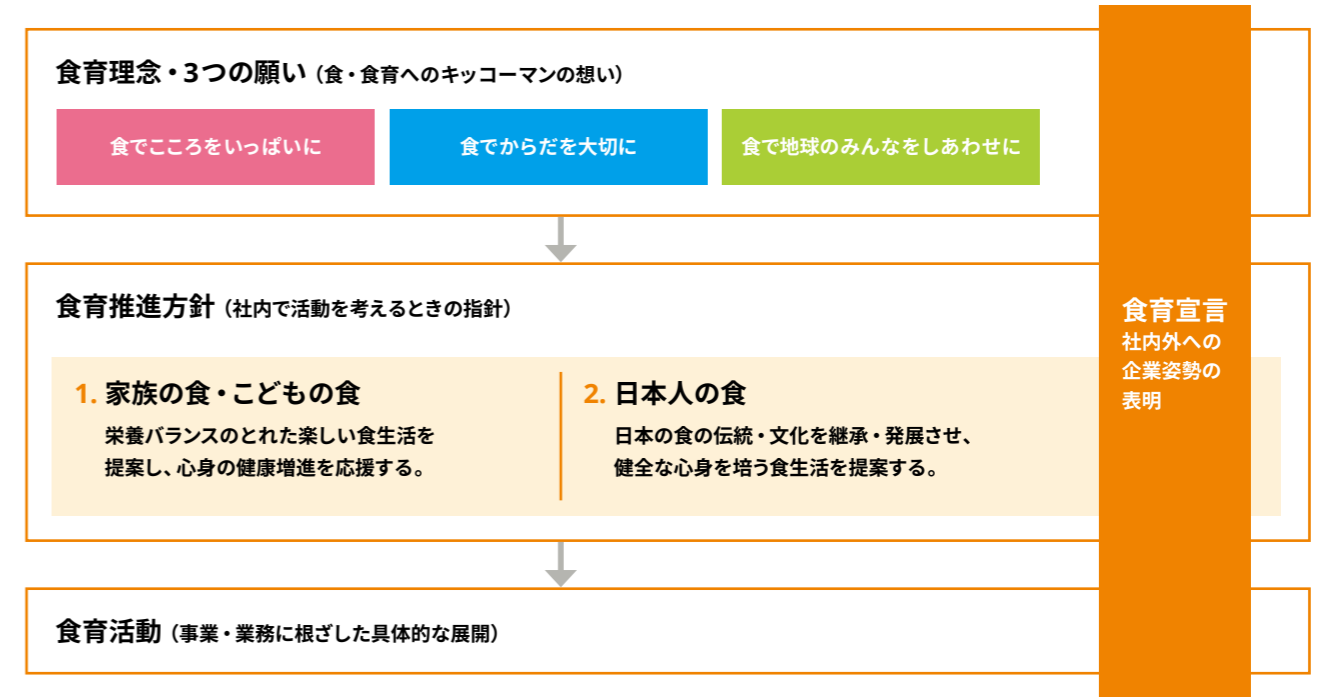 食育理念・3つの願い（食・食育へのキッコーマンの想い）
食でこころをいっぱいに
食でからだを大切に
食で地球のみんなをしあわせに
食育推進方針（社内で活動を考えるときの指針）
1. 家族の食・こどもの食
栄養バランスのとれた楽しい食生活を
提案し、心身の健康増進を応援する。
2. 日本人の食
日本の食の伝統・文化を継承・発展させ、
健全な心身を培う食生活を提案する。
食育活動（事業・業務に根ざした具体的な展開）
食育宣言
社内外への
企業姿勢の
表明